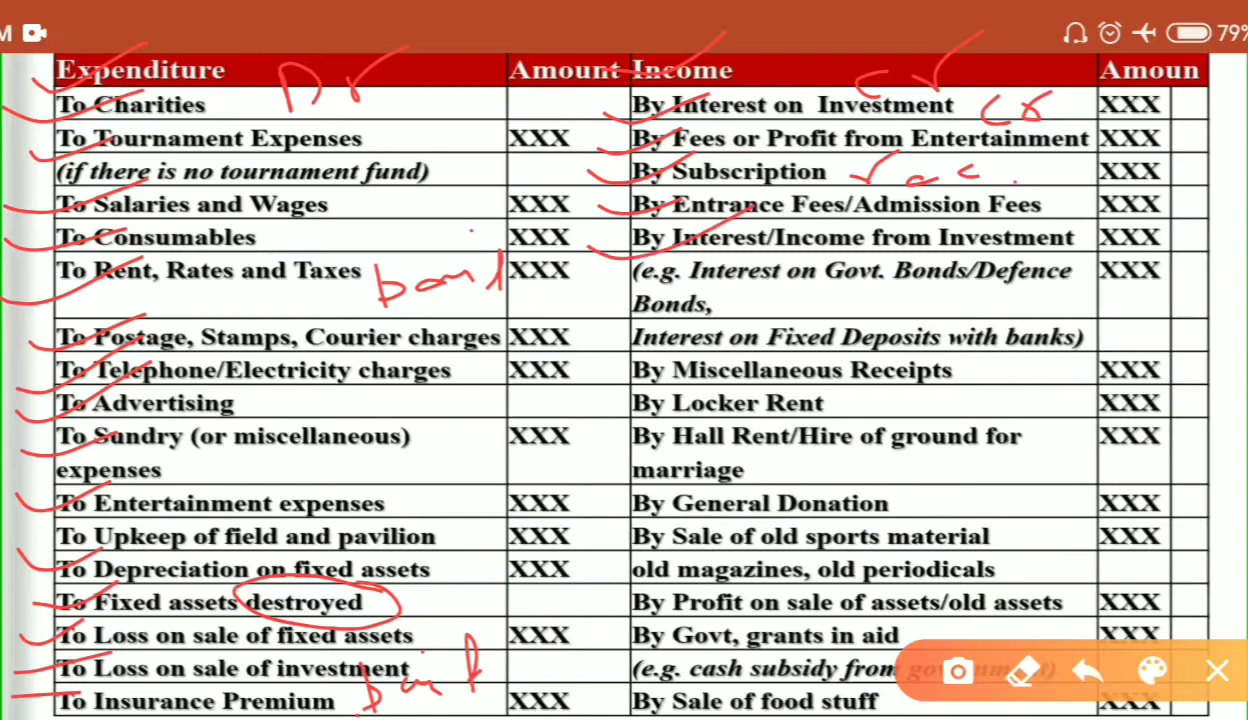 79%
Expenditure Amount Income Amoun
Dr
To Charities By Interest on Investment XXX
Cr
To Tournament Expenses XXX By Fees or Profit from Entertainment XXX
(if there is no tournament fund) By Subscription XXX
To Salaries and Wages XXX By Entrance Fees/Admission Fees XXX
To Consumables XXX By Interest/Income from Investment XXX
To Rent, Rates and Taxes XXX (e.g. Interest on Govt. Bonds/Defence XXX
Bonds,
To Postage, Stamps, Courier charges XXX Interest on Fixed Deposits with banks)
To Telephone/Electricity charges XXX By Miscellaneous Receipts XXX
To Advertising By Locker Rent XXX
To Sundry (or miscellaneous) XXX By Hall Rent/Hire of ground for XXX
expenses marriage
To Entertainment expenses XXX By General Donation XXX
To Upkeep of field and pavilion XXX By Sale of old sports material XXX
To Depreciation on fixed assets XXX old magazines, old periodicals
To Fixed assets destroyed By Profit on sale of assets/old assets XXX
To Loss on sale of fixed assets XXX By Govt, grants in aid XXX
To Loss on sale of investment (e.g. cash subsidy from government)
To Insurance Premium XXX By Sale of food stuff XXX